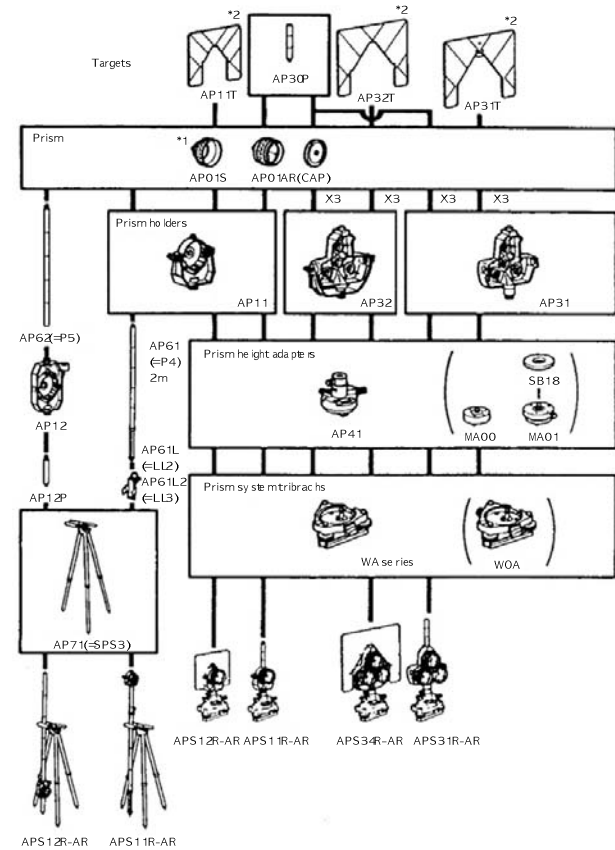 *2
*2
*2
Targets
AP30P
AP11T
AP32T
AP31T
Prism
*1
AP01S
AP01AR(CAP)
X3
X3
X3
X3
Prism holders
AP11
AP32
AP31
AP62(=P5)
AP61
(=P4)
2m
Prism height adapters
SB18
AP12
AP41
MA00
MA01
AP61L
(=LL2)
AP61L2
(=LL3)
AP12P
Prism system tribrachs
WA series
W0A
AP71(=SPS3)
APS12R-AR
APS11R-AR
APS34R-AR
APS31R-AR
APS12R-AR
APS11R-AR